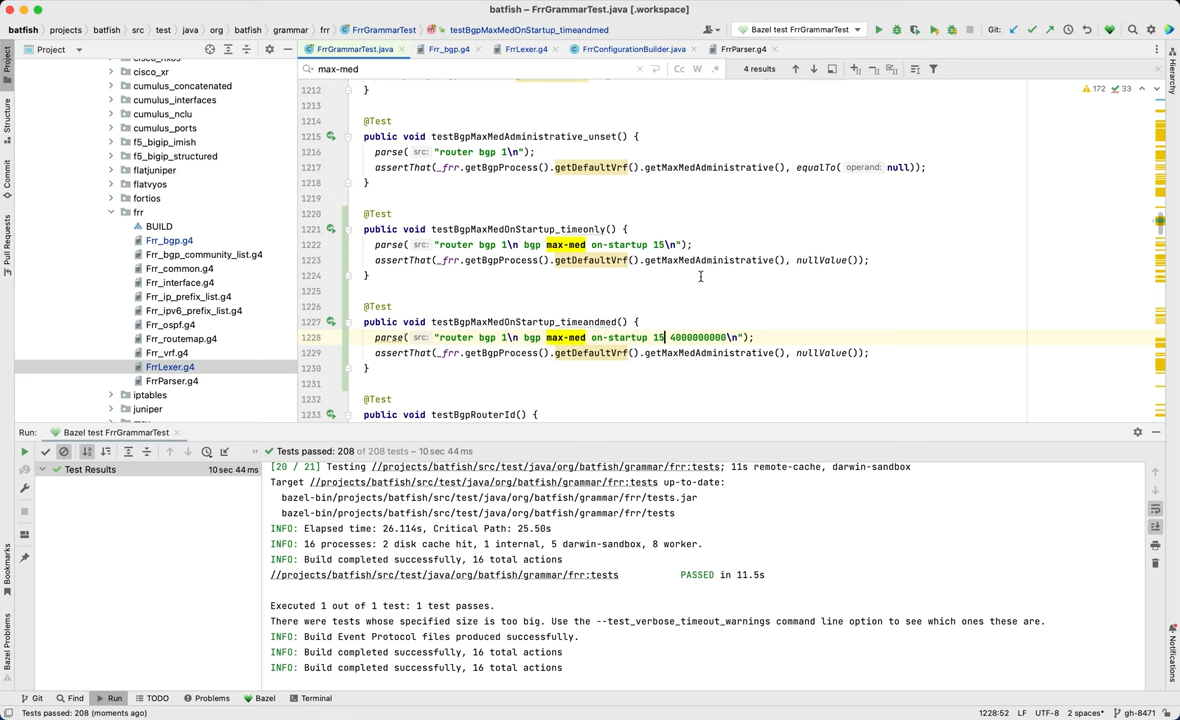 batfish – FrrGrammarTest.java [.workspace]
batfish projects batfish src test java org batfish grammar frr FrrGrammarTest testBgpMaxMedOnStartup_timeandmed Bazel test FrrGrammarTest Git:
Project FrrGrammarTest.java Frr_bgp.g4 FrrLexer.g4 FrrConfigurationBuilder.java FrrParser.g4
max-med Cc W .* 4 results
cisco_xr
cumulus_concatenated
cumulus_interfaces
cumulus_nclu
cumulus_ports
f5_bigip_imish
f5_bigip_structured
flatjuniper
flatvyos
fortios
frr
BUILD
Frr_bgp.g4
Frr_bgp_community_list.g4
Frr_common.g4
Frr_interface.g4
Frr_ip_prefix_list.g4
Frr_ipv6_prefix_list.g4
Frr_ospf.g4
Frr_routemap.g4
Frr_vrf.g4
FrrLexer.g4
FrrParser.g4
iptables
juniper
172 33
1212 }
1213
1214 @Test
1215 public void testBgpMaxMedAdministrative_unset() {
1216 parse( src: "router bgp 1\n");
1217 assertThat(_frr.getBgpProcess().getDefaultVrf().getMaxMedAdministrative(), equalTo( operand: null));
1218 }
1219
1220 @Test
1221 public void testBgpMaxMedOnStartup_timeonly() {
1222 parse( src: "router bgp 1\n bgp max-med on-startup 15\n");
1223 assertThat(_frr.getBgpProcess().getDefaultVrf().getMaxMedAdministrative(), nullValue());
1224 }
1225
1226 @Test
1227 public void testBgpMaxMedOnStartup_timeandmed() {
1228 parse( src: "router bgp 1\n bgp max-med on-startup 15 4000000000\n");
1229 assertThat(_frr.getBgpProcess().getDefaultVrf().getMaxMedAdministrative(), nullValue());
1230 }
1231
1232 @Test
1233 public void testBgpRouterId() {
Project
Structure
Commit
Pull Requests
Bookmarks
Bazel Problems
Hierarchy
Notifications
Run: Bazel test FrrGrammarTest
Tests passed: 208 of 208 tests – 10 sec 44 ms
Test Results 10 sec 44 ms
[20 / 21] Testing //projects/batfish/src/test/java/org/batfish/grammar/frr:tests; 11s remote-cache, darwin-sandbox
Target //projects/batfish/src/test/java/org/batfish/grammar/frr:tests up-to-date:
bazel-bin/projects/batfish/src/test/java/org/batfish/grammar/frr/tests.jar
bazel-bin/projects/batfish/src/test/java/org/batfish/grammar/frr/tests
INFO: Elapsed time: 26.114s, Critical Path: 25.50s
INFO: 16 processes: 2 disk cache hit, 1 internal, 5 darwin-sandbox, 8 worker.
INFO: Build completed successfully, 16 total actions
//projects/batfish/src/test/java/org/batfish/grammar/frr:tests PASSED in 11.5s
Executed 1 out of 1 test: 1 test passes.
There were tests whose specified size is too big. Use the --test_verbose_timeout_warnings command line option to see which ones these are.
INFO: Build Event Protocol files produced successfully.
INFO: Build completed successfully, 16 total actions
INFO: Build completed successfully, 16 total actions
Git Find Run TODO Problems Bazel Terminal
Tests passed: 208 (moments ago) 1228:52 LF UTF-8 2 spaces* gh-8471